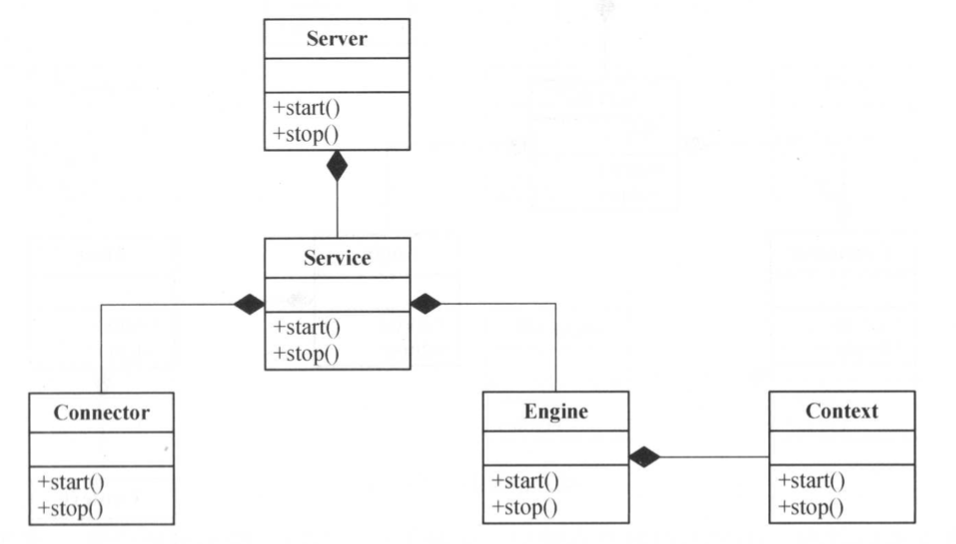 Server
+start()
+stop()
Service
+start()
+stop()
Connector
+start()
+stop()
Engine
+start()
+stop()
Context
+start()
+stop()